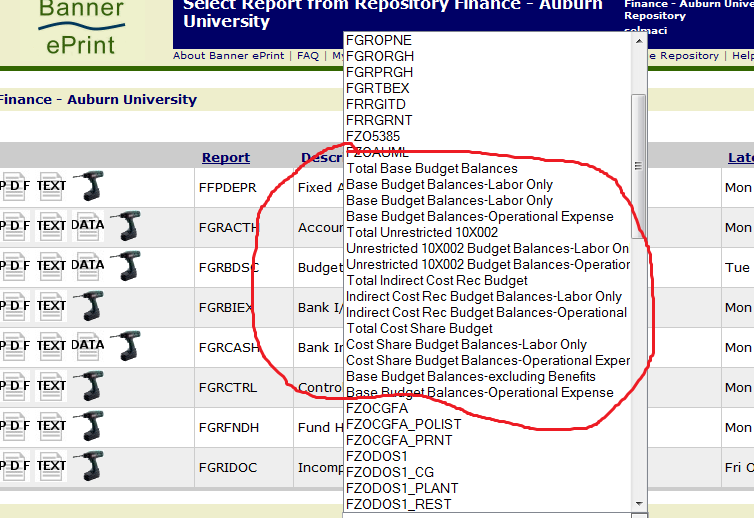 Banner
ePrint
Select Report from Repository Finance - Auburn
University
Finance - Auburn Unive
Repository
selmaci
About Banner ePrint | FAQ | My
e Repository | Help
Finance - Auburn University
Report
Descr
Late
PDF TEXT FFPDEPR Fixed A Mon
PDF TEXT DATA FGRACTH Accour Mon
PDF TEXT DATA FGRBDSC Budget Tue
PDF TEXT FGRBIEX Bank I/ Mon
PDF TEXT DATA FGRCASH Bank In Mon
PDF TEXT FGRCTRL Contro Mon
PDF TEXT FGRFNDH Fund H Mon
PDF TEXT FGRIDOC Incomp Fri O
FGROPNE
FGRORGH
FGRPRGH
FGRTBEX
FRRGITD
FRRGRNT
FZO5385
FZOAUML
Total Base Budget Balances
Base Budget Balances-Labor Only
Base Budget Balances-Labor Only
Base Budget Balances-Operational Expense
Total Unrestricted 10X002
Unrestricted 10X002 Budget Balances-Labor On
Unrestricted 10X002 Budget Balances-Operation
Total Indirect Cost Rec Budget
Indirect Cost Rec Budget Balances-Labor Only
Indirect Cost Rec Budget Balances-Operational
Total Cost Share Budget
Cost Share Budget Balances-Labor Only
Cost Share Budget Balances-Operational Exper
Base Budget Balances-excluding Benefits
Base Budget Balances-Operational Expense
FZOCGFA
FZOCGFA_POLIST
FZOCGFA_PRNT
FZODOS1
FZODOS1_CG
FZODOS1_PLANT
FZODOS1_REST